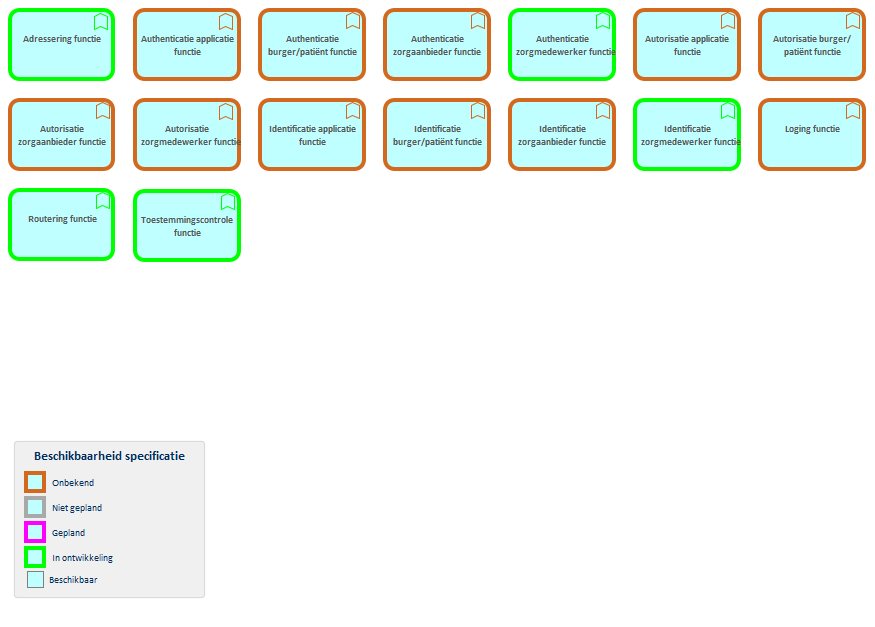 Adressering functie
Authenticatie applicatie
functie
Authenticatie
burger/patiënt functie
Authenticatie
zorgaanbieder functie
Authenticatie
zorgmedewerker functie
Autorisatie applicatie
functie
Autorisatie burger/
patiënt functie
Autorisatie
zorgaanbieder functie
Autorisatie
zorgmedewerker functie
Identificatie applicatie
functie
Identificatie
burger/patiënt functie
Identificatie
zorgaanbieder functie
Identificatie
zorgmedewerker functie
Loging functie
Routering functie
Toestemmingscontrole
functie
Beschikbaarheid specificatie
Onbekend
Niet gepland
Gepland
In ontwikkeling
Beschikbaar